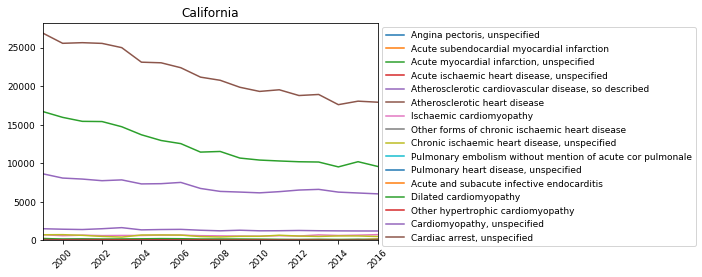 California
25000
20000
15000
10000
5000
0
2000
2002
2004
2006
2008
2010
2012
2014
2016
Angina pectoris, unspecified
Acute subendocardial myocardial infarction
Acute myocardial infarction, unspecified
Acute ischaemic heart disease, unspecified
Atherosclerotic cardiovascular disease, so described
Atherosclerotic heart disease
Ischaemic cardiomyopathy
Other forms of chronic ischaemic heart disease
Chronic ischaemic heart disease, unspecified
Pulmonary embolism without mention of acute cor pulmonale
Pulmonary heart disease, unspecified
Acute and subacute infective endocarditis
Dilated cardiomyopathy
Other hypertrophic cardiomyopathy
Cardiomyopathy, unspecified
Cardiac arrest, unspecified